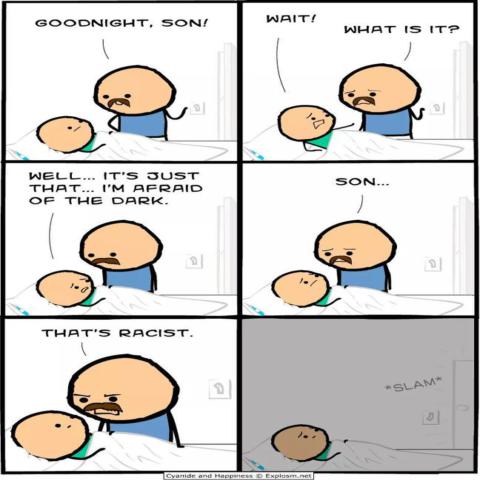 GOODNIGHT, SON!
WAIT!
WHAT IS IT?
WELL... IT'S JUST
THAT... I'M AFRAID
OF THE DARK.
SON...
THAT'S RACIST.
*SLAM*
Cyanide and Happiness © Explosm.net